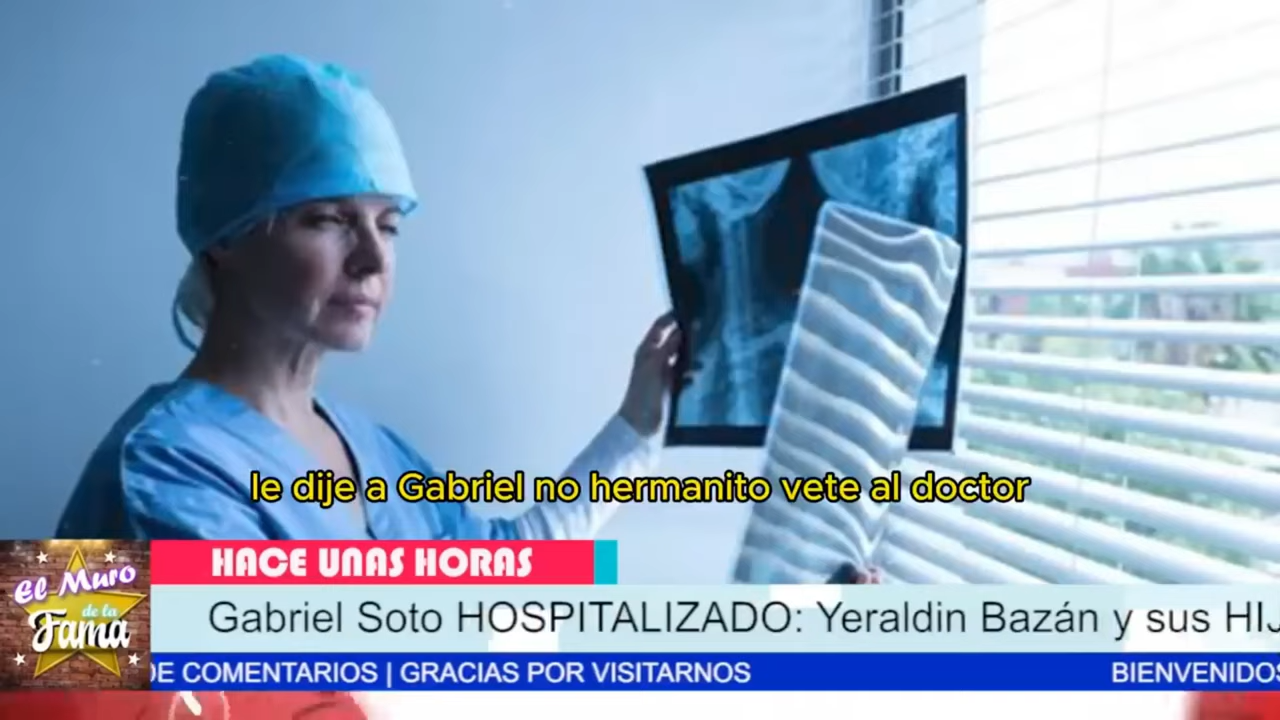 le dije a Gabriel no hermanito vete al doctor
HACE UNAS HORAS
El Muro
de la
Fama
Gabriel Soto HOSPITALIZADO: Yeraldin Bazán y sus HIJ
DE COMENTARIOS | GRACIAS POR VISITARNOS
BIENVENIDOS